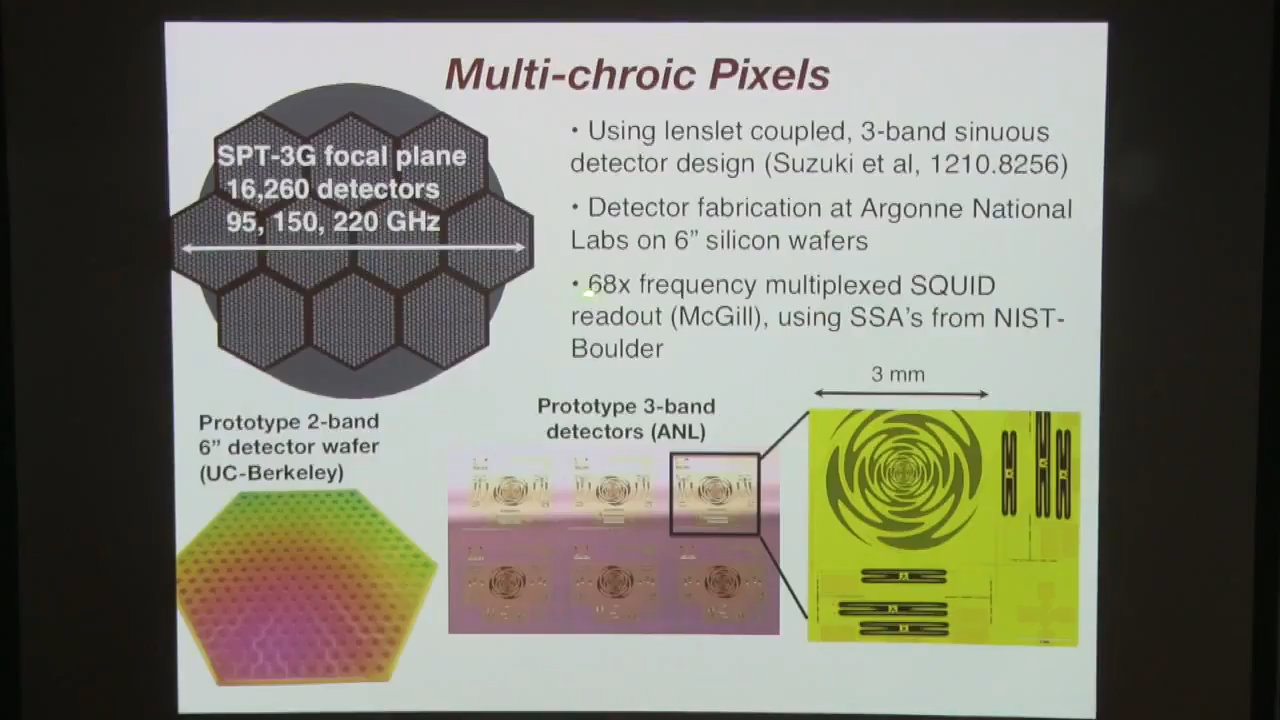 Multi-chroic Pixels
SPT-3G focal plane
16,260 detectors
95, 150, 220 GHz
• Using lenslet coupled, 3-band sinuous
detector design (Suzuki et al, 1210.8256)
• Detector fabrication at Argonne National
Labs on 6” silicon wafers
• 68x frequency multiplexed SQUID
readout (McGill), using SSA's from NIST-
Boulder
3 mm
Prototype 2-band
6” detector wafer
(UC-Berkeley)
Prototype 3-band
detectors (ANL)